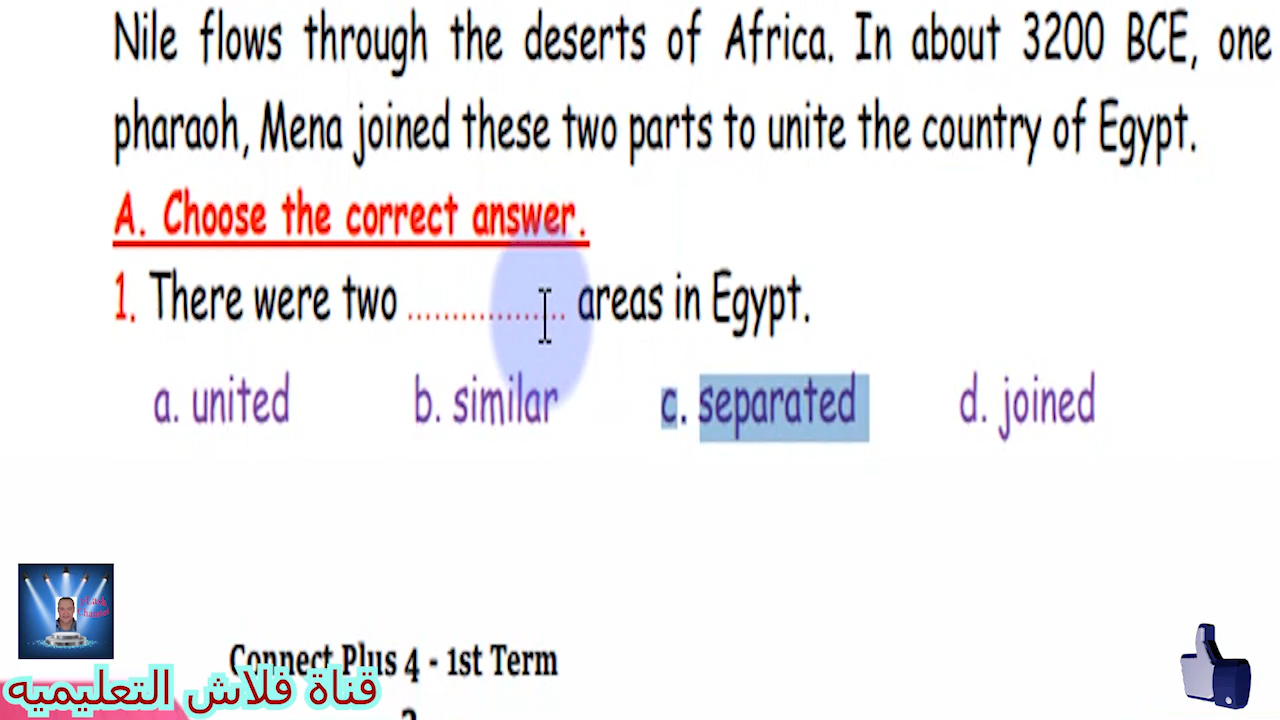 Nile flows through the deserts of Africa. In about 3200 BCE, one
pharaoh, Mena joined these two parts to unite the country of Egypt.
A. Choose the correct answer.
1. There were two .................. areas in Egypt.
a. united b. similar c. separated d. joined
Flash
Channel
Connect Plus 4 - 1st Term
قناة فلاش التعليميه